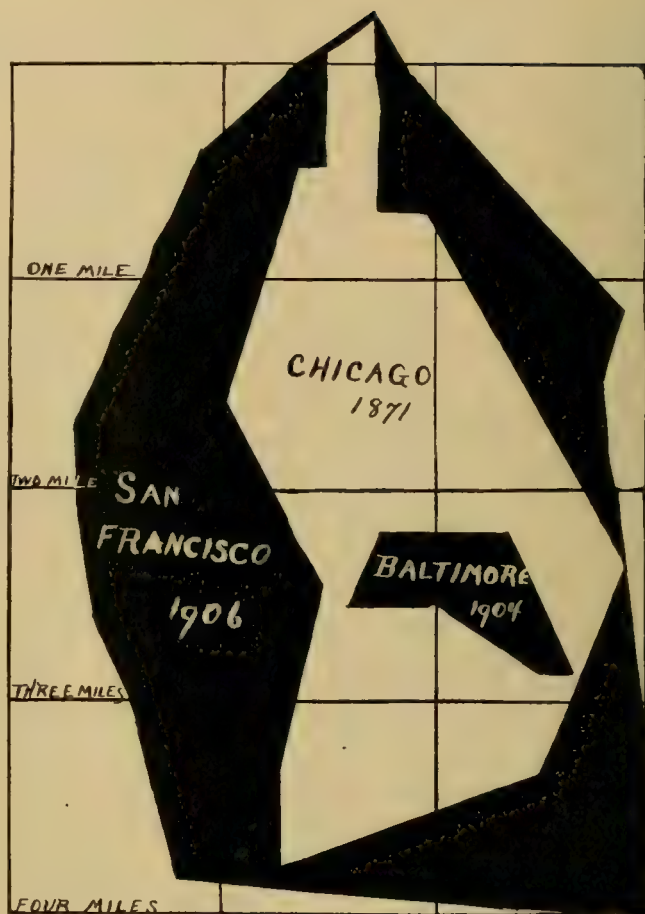 ONE MILE
CHICAGO
1871
TWO MILE
SAN
FRANCISCO
1906
BALTIMORE
1904
THREE MILES
FOUR MILES